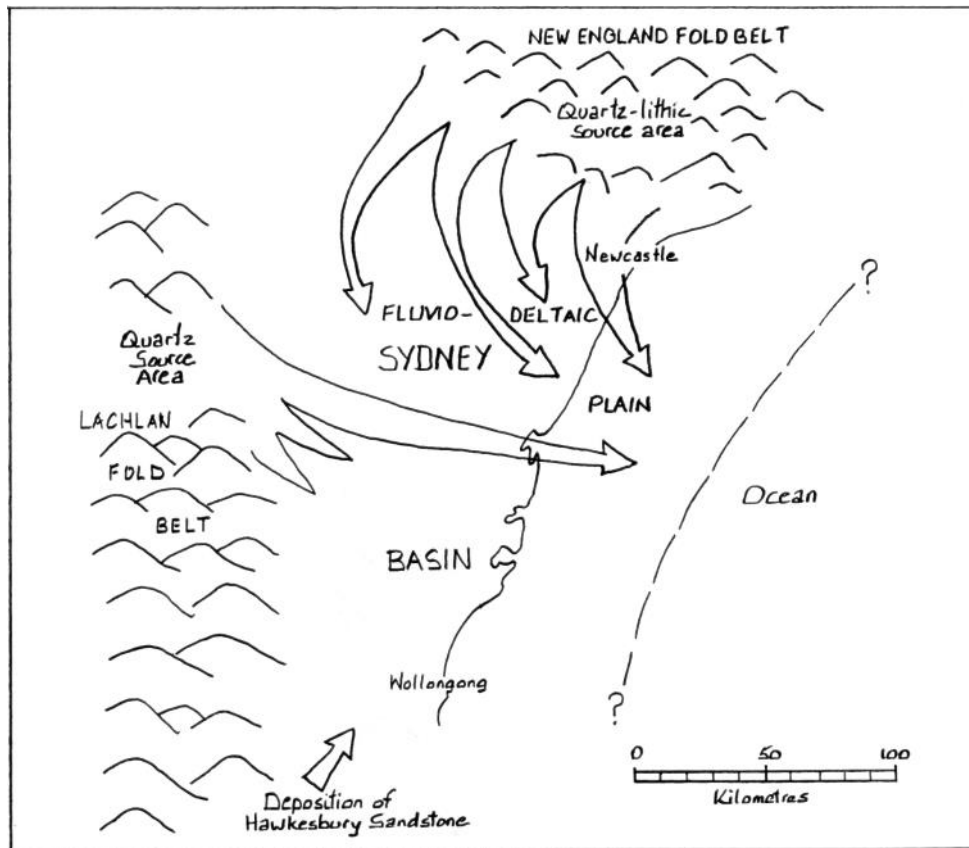 NEW ENGLAND FOLD BELT
Quartz-lithic
source area
Newcastle
FLUVIO-
DELTAIC
SYDNEY
PLAIN
Quartz
Source
Area
LACHLAN
FOLD
BELT
Ocean
BASIN
Wollongong
?
?
0 50 100
Kilometres
Deposition of
Hawkesbury Sandstone